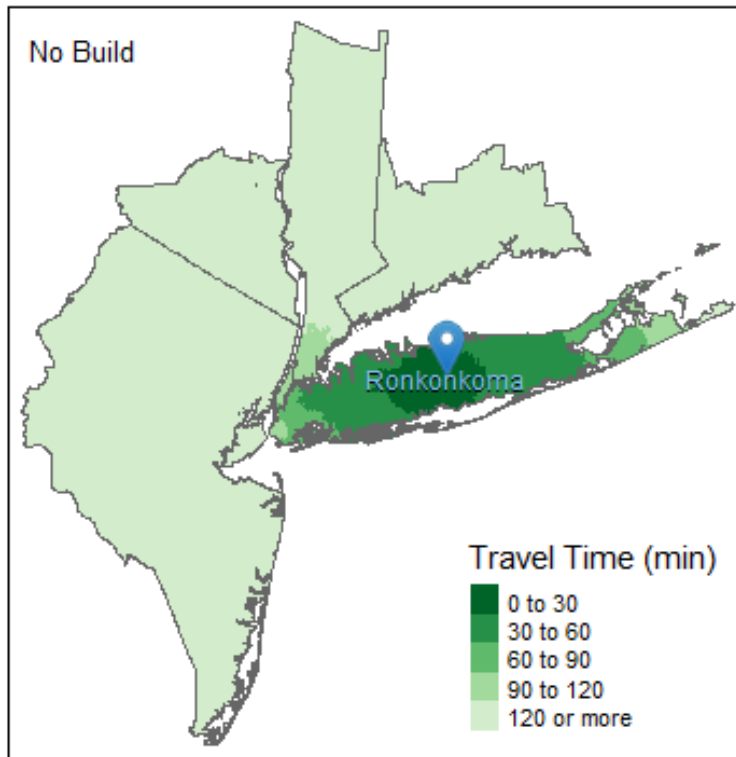 No Build
Ronkonkoma
Travel Time (min)
0 to 30
30 to 60
60 to 90
90 to 120
120 or more